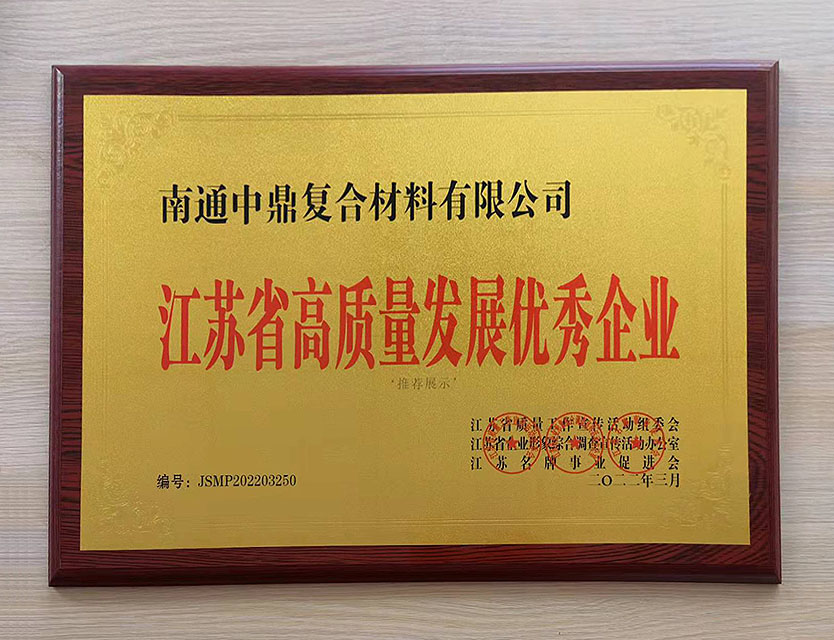 南通中鼎复合材料有限公司
江苏省高质量发展优秀企业
"推荐展示"
江苏省质量工作宣传活动组委会
江苏省企业形象综合调查宣传活动办公室
江苏名牌事业促进会
编号：JSMP202203250
二〇二二年三月